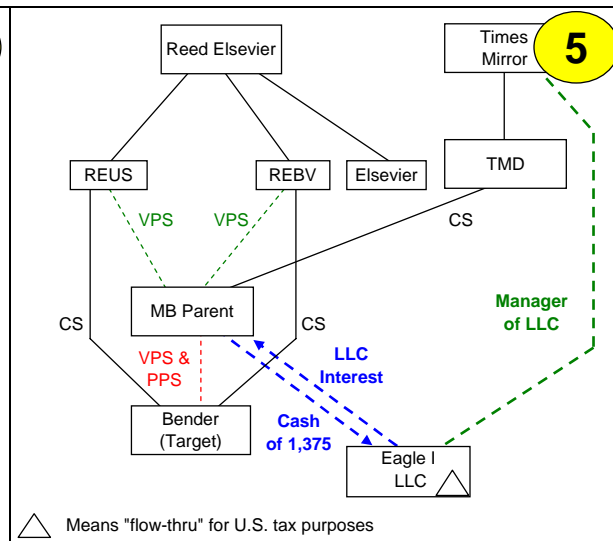 Reed Elsevier
Times
Mirror
5
REUS
REBV
Elsevier
TMD
VPS
VPS
CS
MB Parent
Manager
of LLC
CS
CS
VPS &
PPS
LLC
Interest
Bender
(Target)
Cash
of 1,375
Eagle I
LLC
Means "flow-thru" for U.S. tax purposes